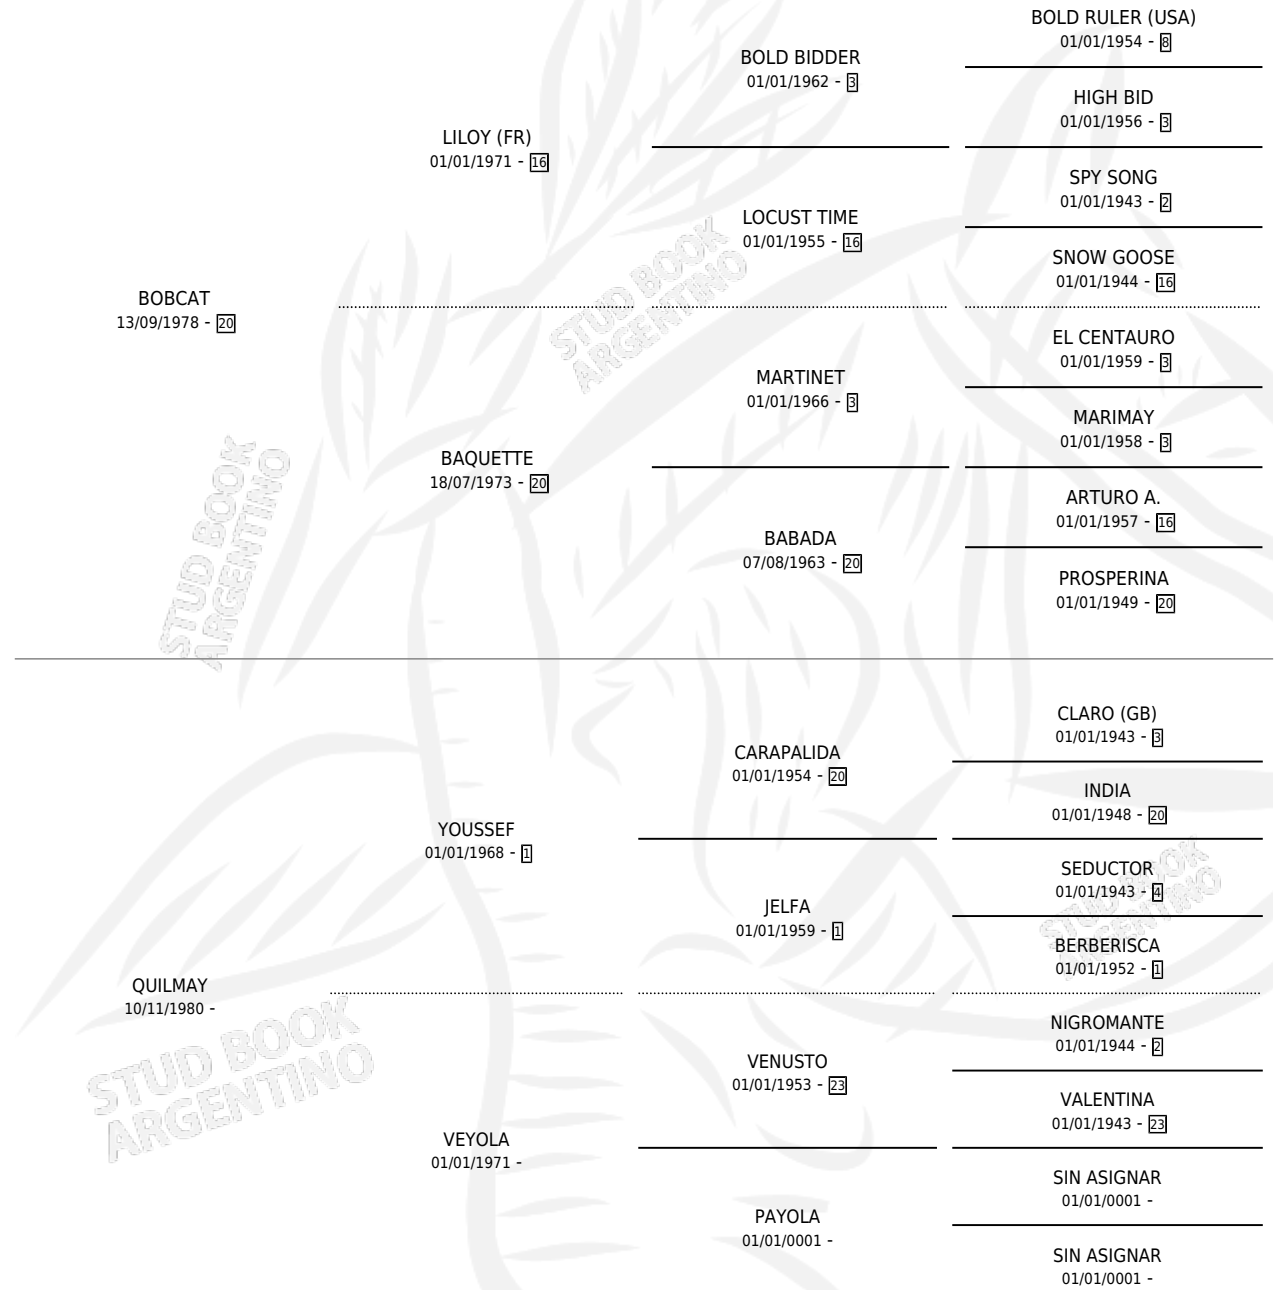 BOLD RULER (USA)
01/01/1954 - 8
BOLD BIDDER
01/01/1962 - 3
HIGH BID
01/01/1956 - 3
LILOY (FR)
01/01/1971 - 16
SPY SONG
01/01/1943 - 2
LOCUST TIME
01/01/1955 - 16
SNOW GOOSE
01/01/1944 - 16
STUD BOOK
ARGENTINO
BOBCAT
13/09/1978 - 20
EL CENTAURO
01/01/1959 - 3
MARTINET
01/01/1966 - 3
MARIMAY
01/01/1958 - 3
BAQUETTE
18/07/1973 - 20
ARTURO A.
01/01/1957 - 16
BABADA
07/08/1963 - 20
PROSPERINA
01/01/1949 - 20
STUD BOOK
ARGENTINO
CLARO (GB)
01/01/1943 - 3
CARAPALIDA
01/01/1954 - 20
INDIA
01/01/1948 - 20
YOUSSEF
01/01/1968 - 1
SEDUCTOR
01/01/1943 - 4
JELFA
01/01/1959 - 1
STUD BOOK
ARGENTINO
BERBERISCA
01/01/1952 - 1
QUILMAY
10/11/1980 -
NIGROMANTE
01/01/1944 - 2
VENUSTO
01/01/1953 - 23
VALENTINA
01/01/1943 - 23
STUD BOOK
ARGENTINO
VEYOLA
01/01/1971 -
SIN ASIGNAR
01/01/0001 -
PAYOLA
01/01/0001 -
SIN ASIGNAR
01/01/0001 -